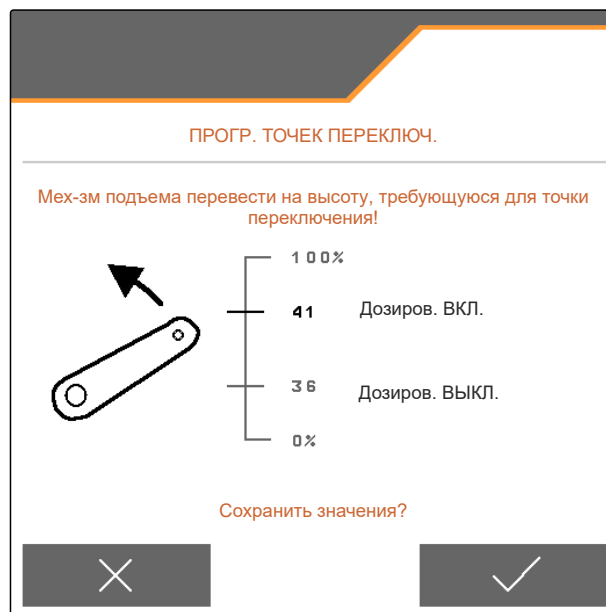 ПРОГР. ТОЧЕК ПЕРЕКЛЮЧ.
Мех-зм подъема перевести на высоту, требующуюся для точки
переключения!
100%
41 Дозиров. ВКЛ.
36 Дозиров. ВЫКЛ.
0%
Сохранить значения?